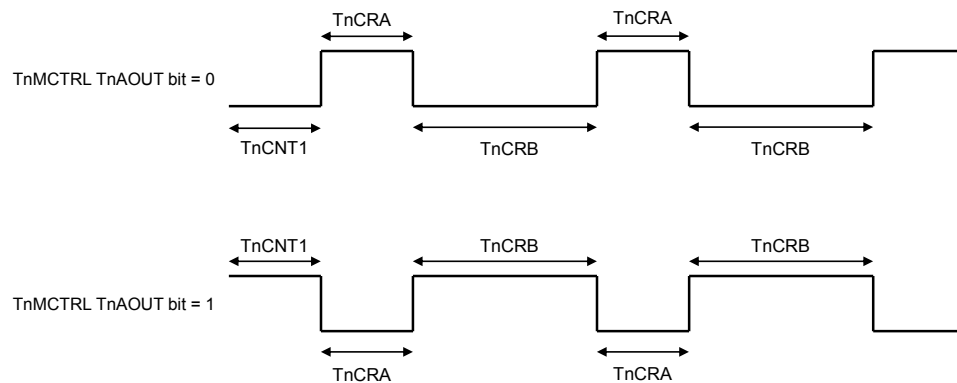 TnCRA TnCRA
TnMCTRL TnAOUT bit = 0
TnCNT1 TnCRB TnCRB
TnCNT1 TnCRB TnCRB
TnMCTRL TnAOUT bit = 1
TnCRA TnCRA